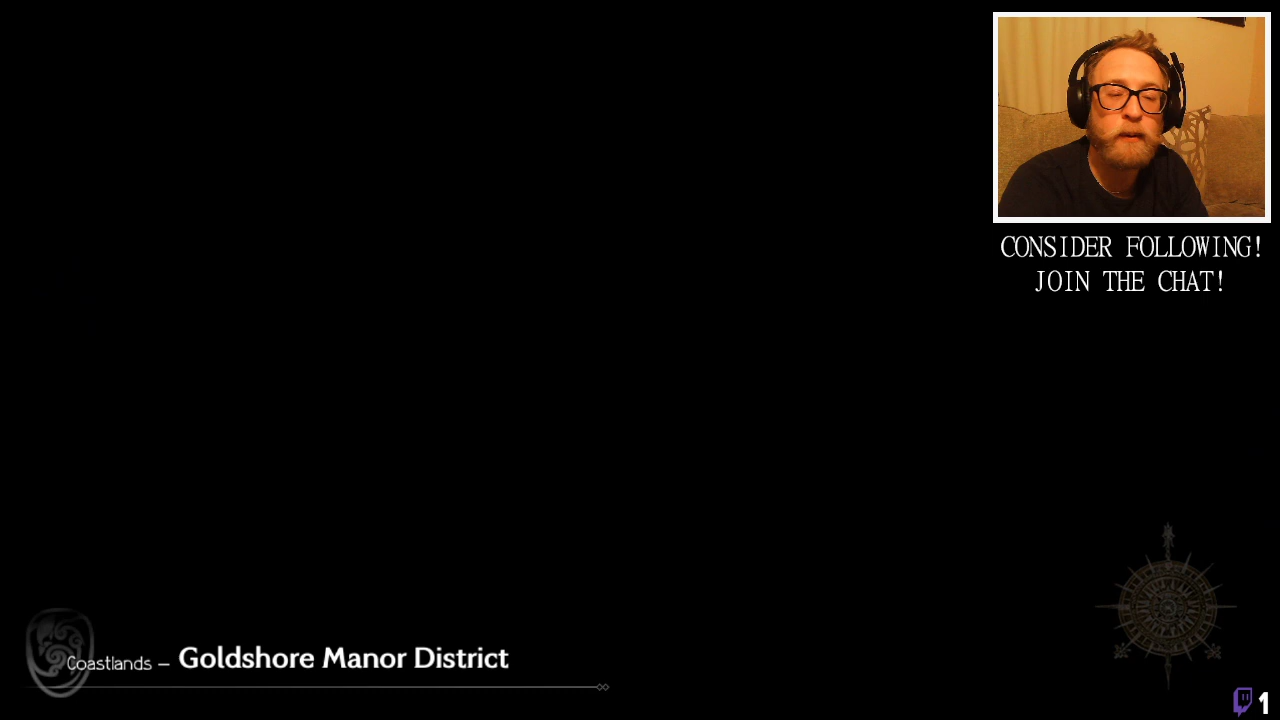 CONSIDER FOLLOWING!
JOIN THE CHAT!
Coastlands – Goldshore Manor District
1